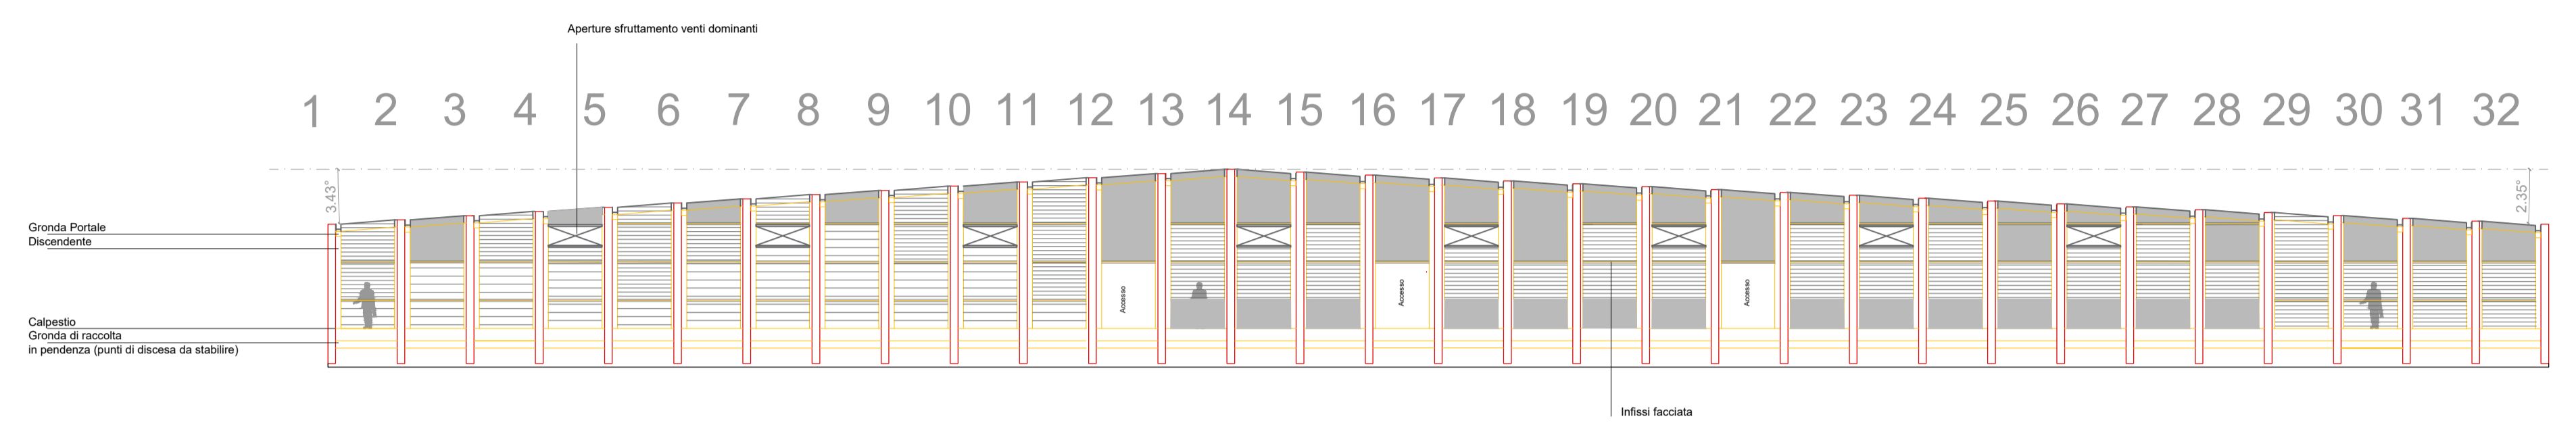 Aperture sfruttamento venti dominanti
1 2 3 4 5 6 7 8 9 10 11 12 13 14 15 16 17 18 19 20 21 22 23 24 25 26 27 28 29 30 31 32
3.43°
2.35°
Gronda Portale
Discendente
Accesso
Accesso
Accesso
Calpestio
Gronda di raccolta
in pendenza (punti di discesa da stabilire)
Infissi facciata